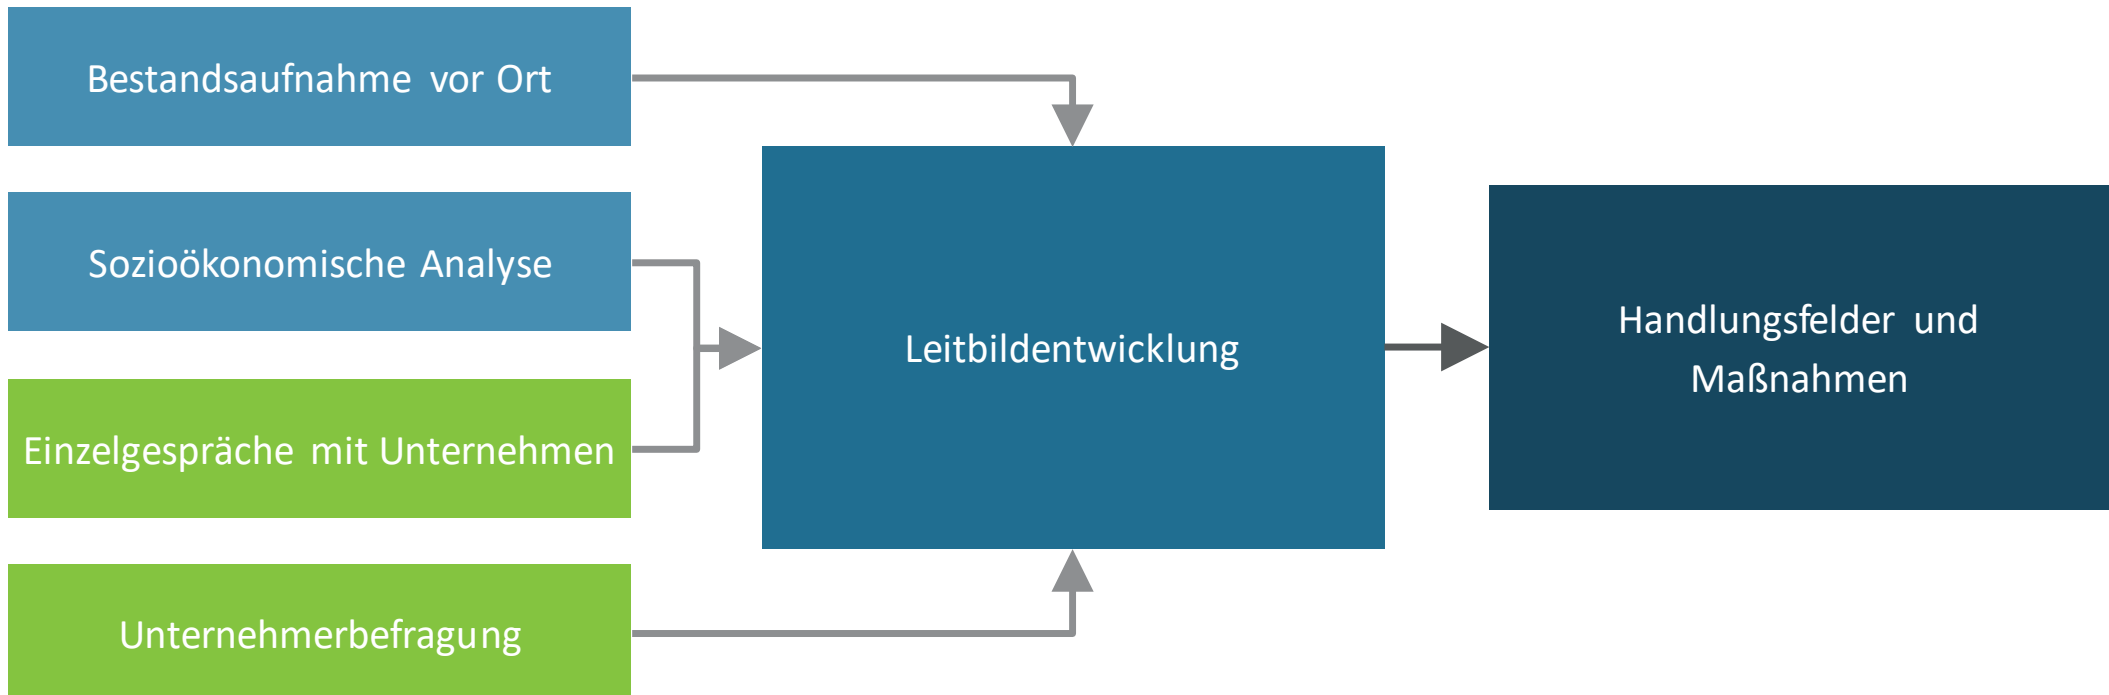 Bestandsaufnahme vor Ort
Sozioökonomische Analyse
Einzelgespräche mit Unternehmen
Unternehmerbefragung
Leitbildentwicklung
Handlungsfelder und
Maßnahmen